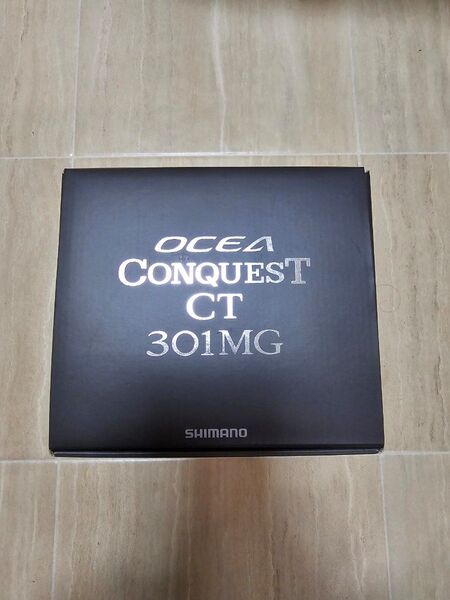 OCEA
CONQUEST
CT
301MG
SHIMANO